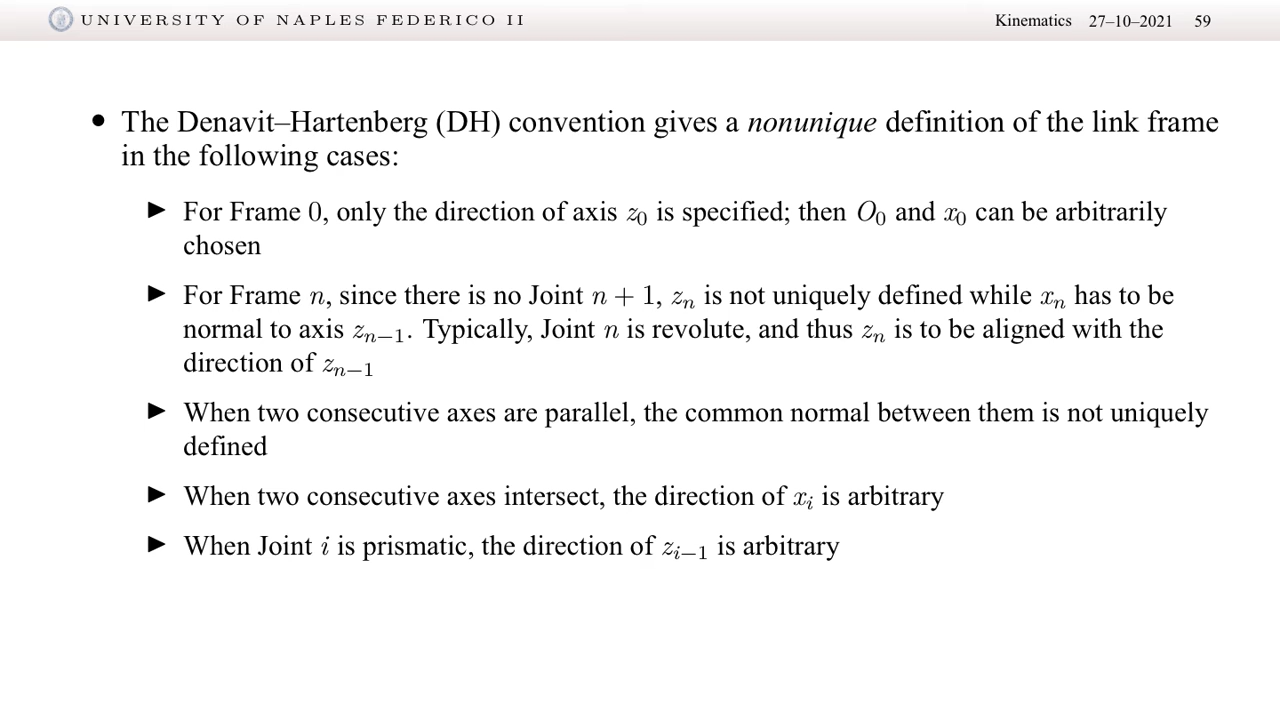 UNIVERSITY OF NAPLES FEDERICO II
Kinematics 27–10–2021 59
• The Denavit–Hartenberg (DH) convention gives a nonunique definition of the link frame
in the following cases:
▶ For Frame 0, only the direction of axis z₀ is specified; then O₀ and x₀ can be arbitrarily
chosen
▶ For Frame n, since there is no Joint n + 1, zₙ is not uniquely defined while xₙ has to be
normal to axis zₙ₋₁. Typically, Joint n is revolute, and thus zₙ is to be aligned with the
direction of zₙ₋₁
▶ When two consecutive axes are parallel, the common normal between them is not uniquely
defined
▶ When two consecutive axes intersect, the direction of xᵢ is arbitrary
▶ When Joint i is prismatic, the direction of zᵢ₋₁ is arbitrary